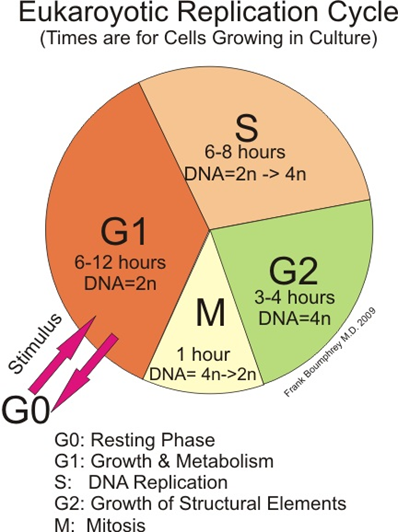 Eukaroyotic Replication Cycle
(Times are for Cells Growing in Culture)
S
6-8 hours
DNA=2n -> 4n
G1
6-12 hours
DNA=2n
G2
3-4 hours
DNA=4n
M
1 hour
DNA= 4n->2n
Stimulus
G0
Frank Boumphrey M.D. 2009
G0: Resting Phase
G1: Growth & Metabolism
S: DNA Replication
G2: Growth of Structural Elements
M: Mitosis